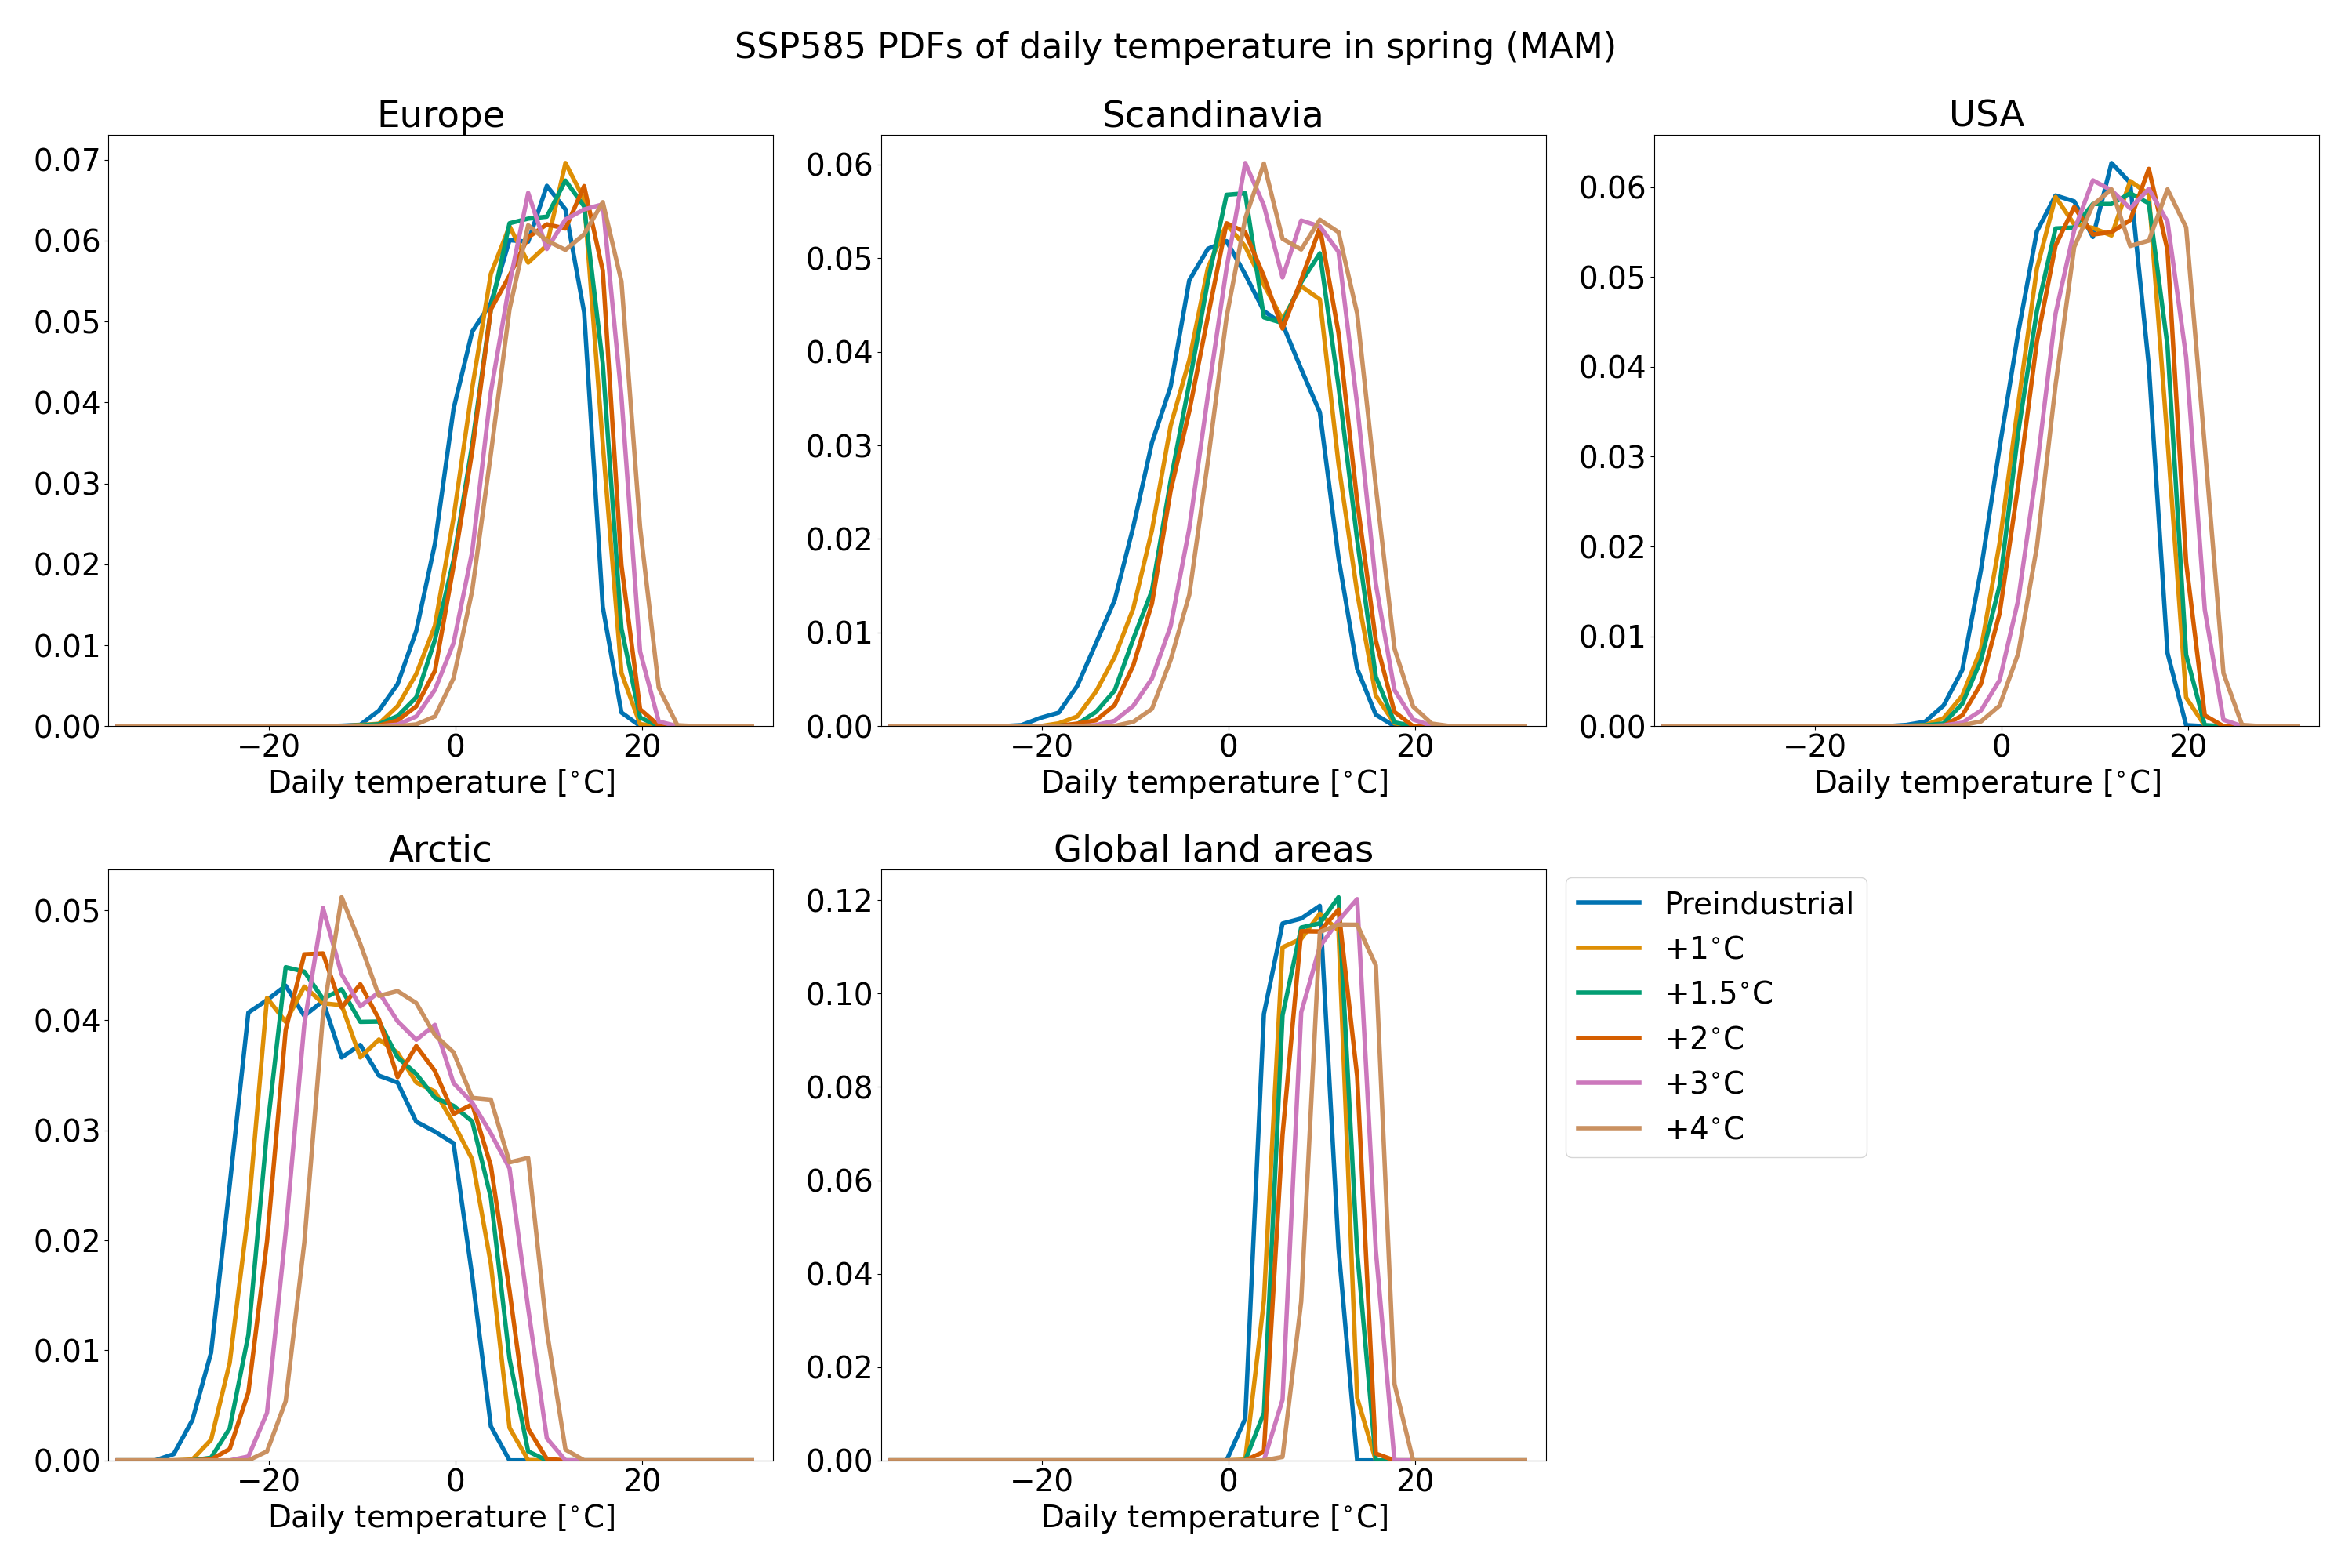 SSP585 PDFs of daily temperature in spring (MAM)
Europe
0.07
0.06
0.05
0.04
0.03
0.02
0.01
0.00
−20 0 20
Daily temperature [°C]
Scandinavia
0.06
0.05
0.04
0.03
0.02
0.01
0.00
−20 0 20
Daily temperature [°C]
USA
0.06
0.05
0.04
0.03
0.02
0.01
0.00
−20 0 20
Daily temperature [°C]
Arctic
0.05
0.04
0.03
0.02
0.01
0.00
−20 0 20
Daily temperature [°C]
Global land areas
0.12
0.10
0.08
0.06
0.04
0.02
0.00
−20 0 20
Daily temperature [°C]
Preindustrial
+1°C
+1.5°C
+2°C
+3°C
+4°C